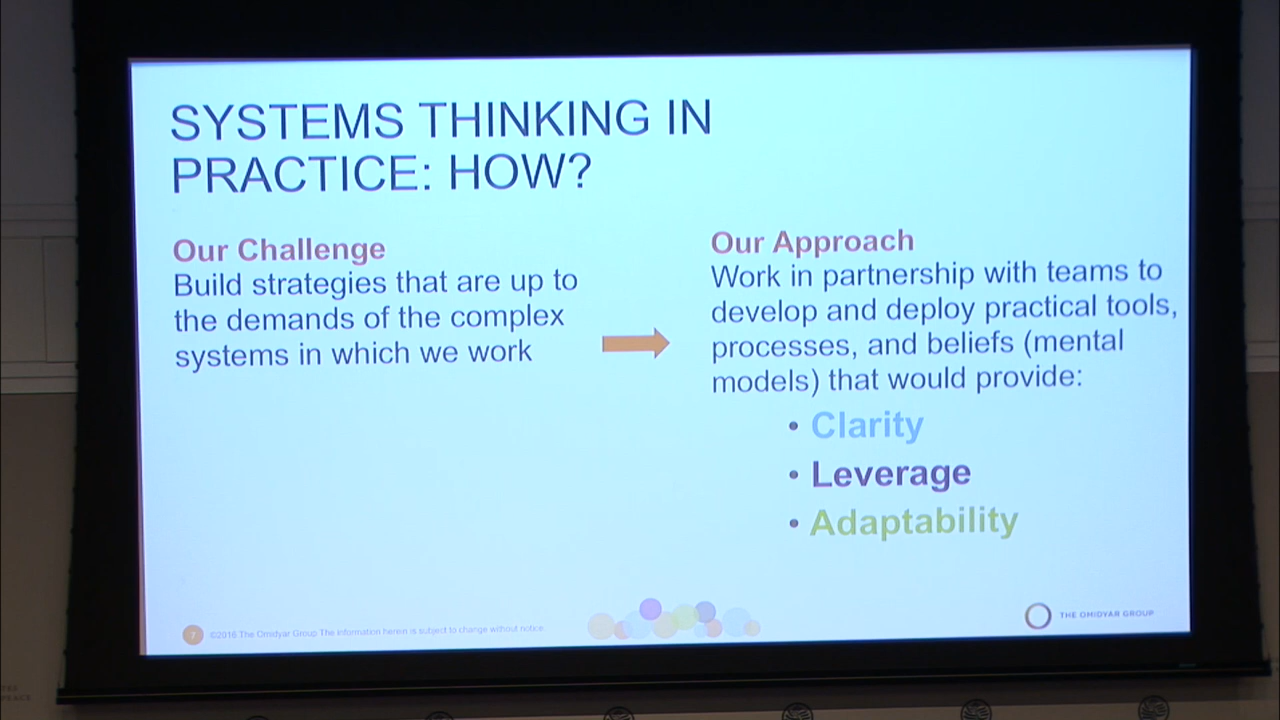 SYSTEMS THINKING IN
PRACTICE: HOW?
Our Challenge
Build strategies that are up to
the demands of the complex
systems in which we work
Our Approach
Work in partnership with teams to
develop and deploy practical tools,
processes, and beliefs (mental
models) that would provide:
• Clarity
• Leverage
• Adaptability
7 ©2016 The Omidyar Group The information herein is subject to change without notice.
THE OMIDYAR GROUP